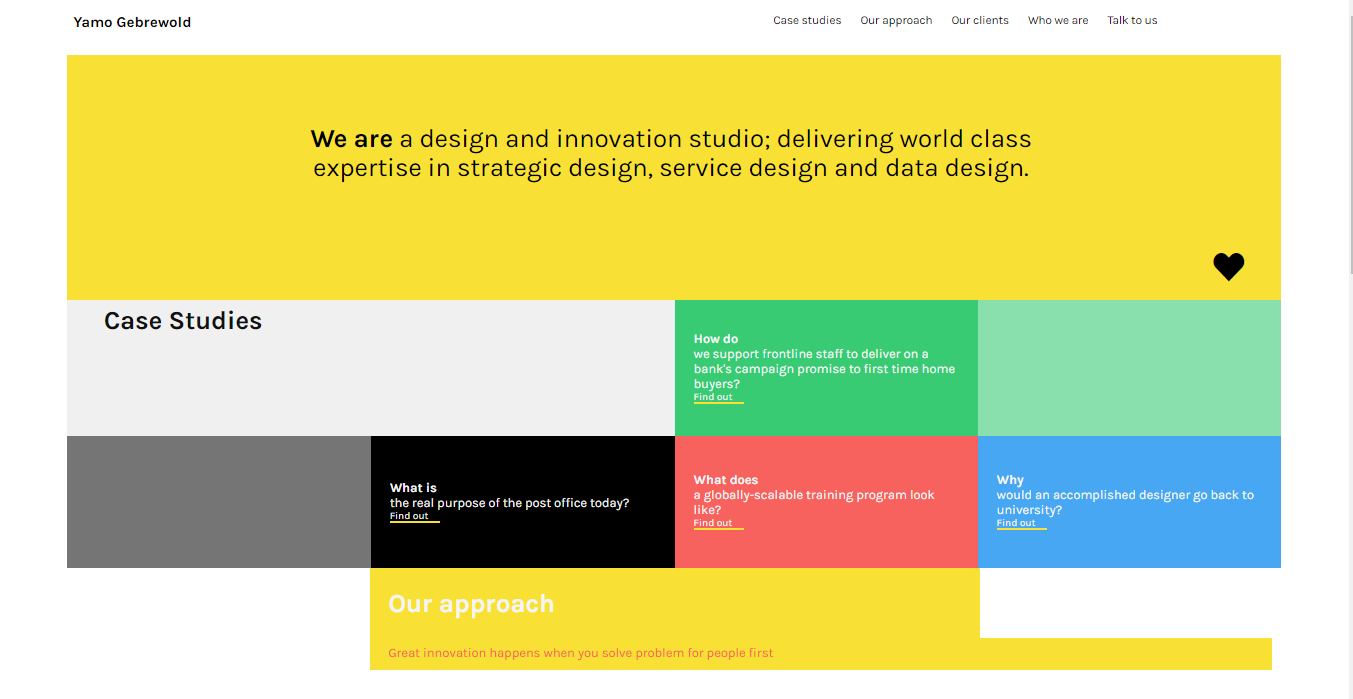 Yamo Gebrewold
Case studies Our approach Our clients Who we are Talk to us
We are a design and innovation studio; delivering world class
expertise in strategic design, service design and data design.
Case Studies
How do
we support frontline staff to deliver on a
bank's campaign promise to first time home
buyers?
Find out
What is
the real purpose of the post office today?
Find out
What does
a globally-scalable training program look
like?
Find out
Why
would an accomplished designer go back to
university?
Find out
Our approach
Great innovation happens when you solve problem for people first